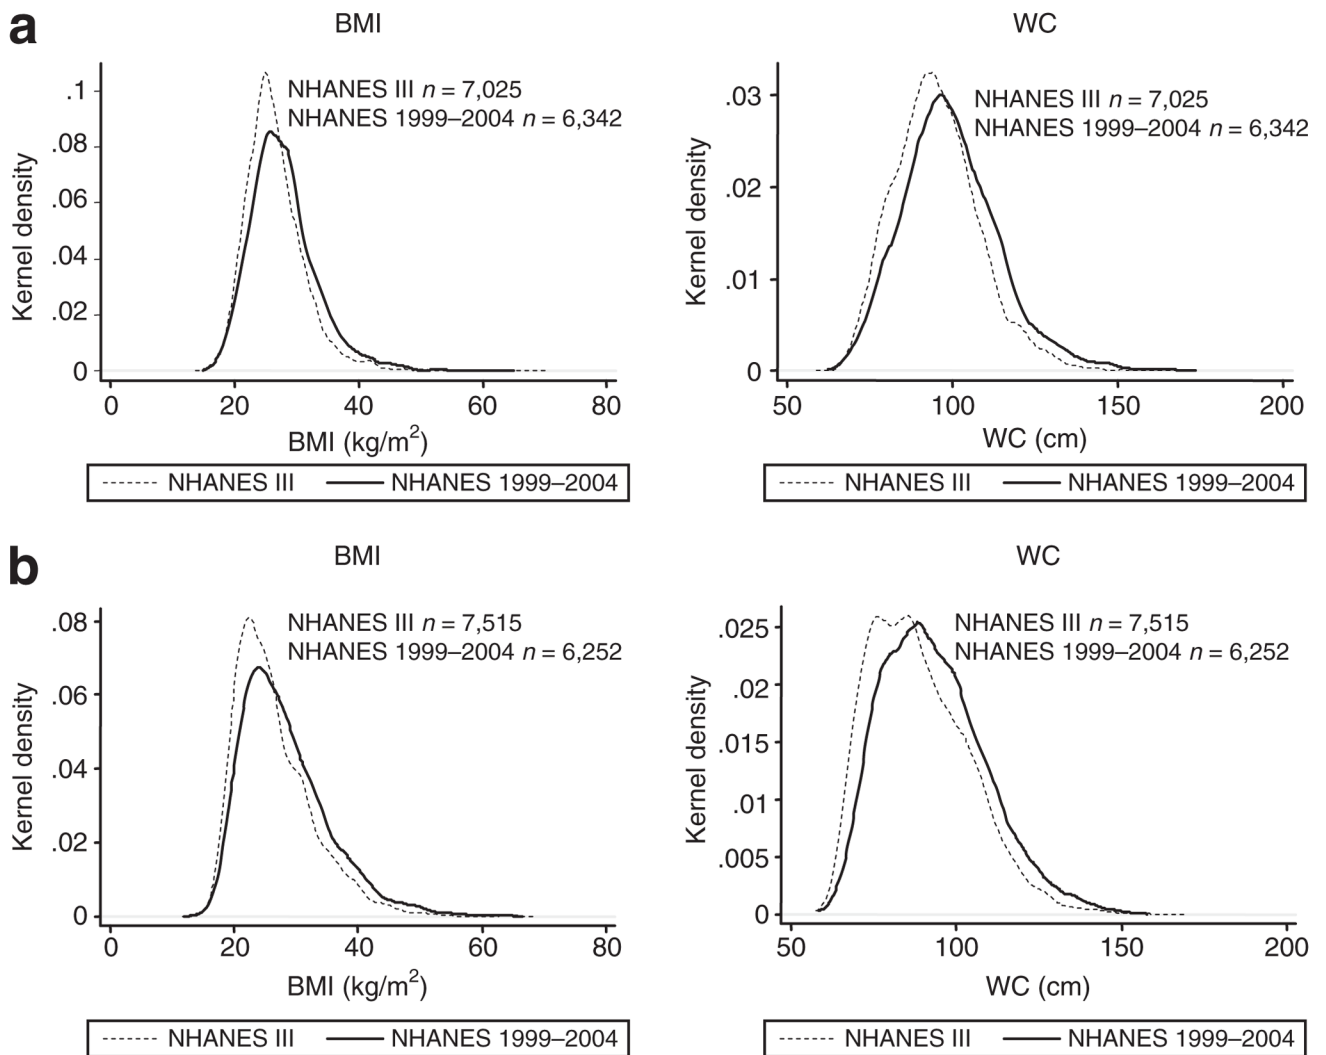 a
BMI
WC
NHANES III n = 7,025
NHANES 1999–2004 n = 6,342
Kernel density
.1
.08
.06
.04
.02
0
0 20 40 60 80
BMI (kg/m2)
NHANES III NHANES 1999–2004
NHANES III n = 7,025
NHANES 1999–2004 n = 6,342
Kernel density
.03
.02
.01
0
50 100 150 200
WC (cm)
NHANES III NHANES 1999–2004
b
BMI
WC
NHANES III n = 7,515
NHANES 1999–2004 n = 6,252
Kernel density
.08
.06
.04
.02
0
0 20 40 60 80
BMI (kg/m2)
NHANES III NHANES 1999–2004
NHANES III n = 7,515
NHANES 1999–2004 n = 6,252
Kernel density
.025
.02
.015
.01
.005
0
50 100 150 200
WC (cm)
NHANES III NHANES 1999–2004